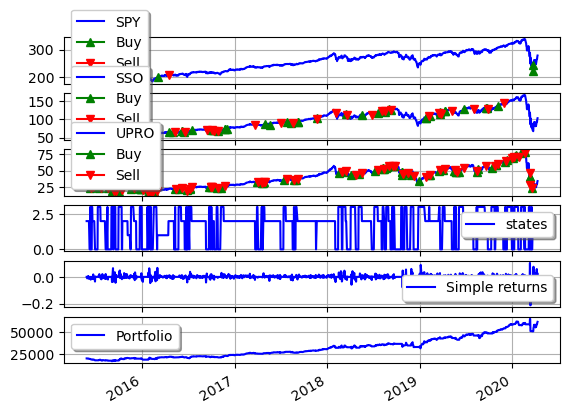 SPY
Buy
Sell
300
200
SSO
Buy
Sell
150
100
50
UPRO
Buy
Sell
75
50
25
states
2.5
0.0
Simple returns
0.0
−0.2
Portfolio
50000
25000
2016 2017 2018 2019 2020